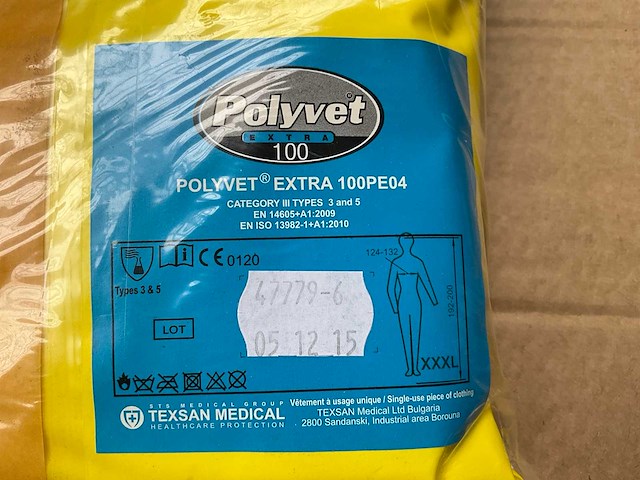 Polyvet®
EXTRA
100
POLYVET® EXTRA 100PE04
CATEGORY III TYPES 3 and 5
EN 14605+A1:2009
EN ISO 13982-1+A1:2010
CE 0120
Types 3 & 5
124-132
192-200
47779-6
LOT
05 12 15
XXXL
STS MEDICAL GROUP
TEXSAN MEDICAL
HEALTHCARE PROTECTION
Vêtement à usage unique / Single-use piece of clothing
TEXSAN Medical Ltd Bulgaria
2800 Sandanski, Industrial area Borouna